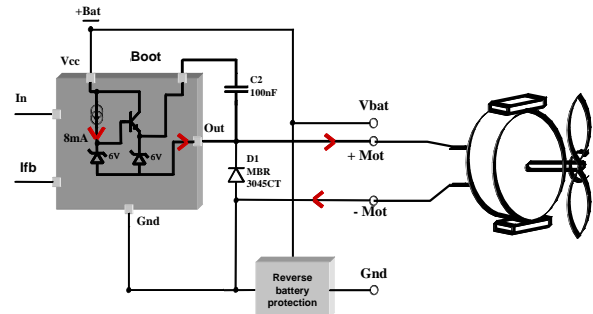 +Bat
Vcc
Boot
C2
100nF
In
8mA
6V
6V
Out
Vbat
+ Mot
Ifb
D1
MBR
3045CT
- Mot
Gnd
Reverse
battery
protection
Gnd